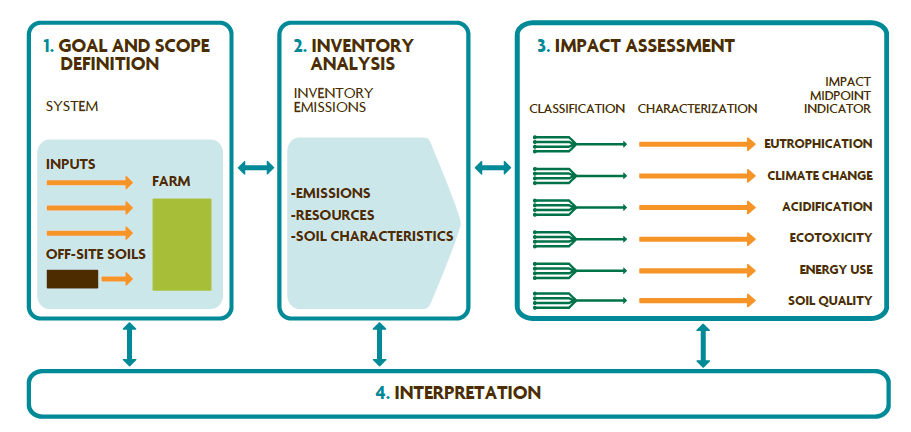 1. GOAL AND SCOPE
DEFINITION
SYSTEM
INPUTS
FARM
OFF-SITE SOILS
2. INVENTORY
ANALYSIS
INVENTORY
EMISSIONS
-EMISSIONS
-RESOURCES
-SOIL CHARACTERISTICS
3. IMPACT ASSESSMENT
CLASSIFICATION
CHARACTERIZATION
IMPACT
MIDPOINT
INDICATOR
EUTROPHICATION
CLIMATE CHANGE
ACIDIFICATION
ECOTOXICITY
ENERGY USE
SOIL QUALITY
4. INTERPRETATION